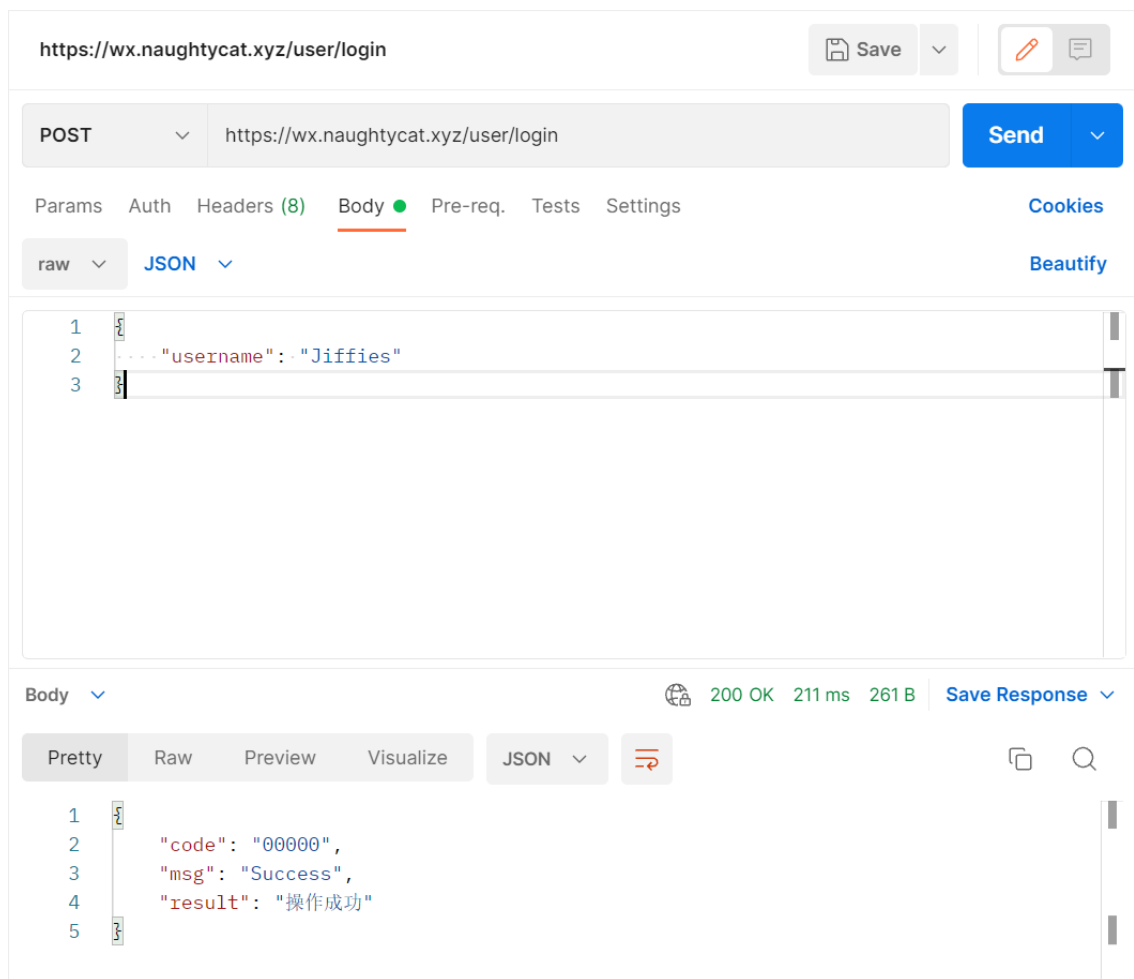 https://wx.naughtycat.xyz/user/login Save
POST https://wx.naughtycat.xyz/user/login Send
Params Auth Headers (8) Body Pre-req. Tests Settings Cookies
raw JSON Beautify
1 {
2 "username": "Jiffies"
3 }
Body 200 OK 211 ms 261 B Save Response
Pretty Raw Preview Visualize JSON
1 {
2 "code": "00000",
3 "msg": "Success",
4 "result": "操作成功"
5 }